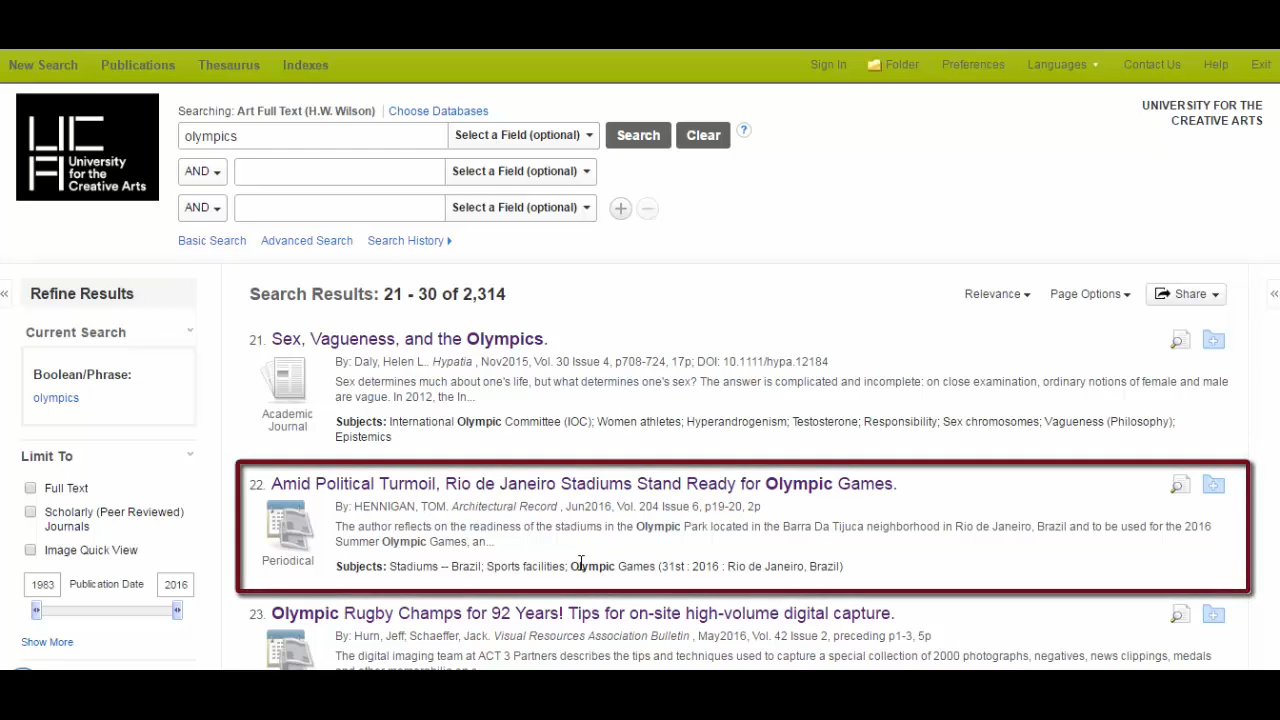 New Search Publications Thesaurus Indexes Sign In Folder Preferences Languages Contact Us Help Exit
UCA University for the Creative Arts
Searching: Art Full Text (H.W. Wilson) Choose Databases
UNIVERSITY FOR THE
CREATIVE ARTS
olympics Select a Field (optional) Search Clear ?
AND Select a Field (optional)
AND Select a Field (optional)
Basic Search Advanced Search Search History
« Refine Results
Current Search
Boolean/Phrase:
olympics
Limit To
Full Text
Scholarly (Peer Reviewed)
Journals
Image Quick View
1983 Publication Date 2016
Show More
Search Results: 21 - 30 of 2,314 Relevance Page Options Share «
21. Sex, Vagueness, and the Olympics.
By: Daly, Helen L.. Hypatia , Nov2015, Vol. 30 Issue 4, p708-724, 17p; DOI: 10.1111/hypa.12184
Sex determines much about one's life, but what determines one's sex? The answer is complicated and incomplete: on close examination, ordinary notions of female and male
are vague. In 2012, the In...
Academic
Journal
Subjects: International Olympic Committee (IOC); Women athletes; Hyperandrogenism; Testosterone; Responsibility; Sex chromosomes; Vagueness (Philosophy);
Epistemics
22. Amid Political Turmoil, Rio de Janeiro Stadiums Stand Ready for Olympic Games.
By: HENNIGAN, TOM. Architectural Record , Jun2016, Vol. 204 Issue 6, p19-20, 2p
The author reflects on the readiness of the stadiums in the Olympic Park located in the Barra Da Tijuca neighborhood in Rio de Janeiro, Brazil and to be used for the 2016
Summer Olympic Games, an...
Periodical
Subjects: Stadiums -- Brazil; Sports facilities; Olympic Games (31st : 2016 : Rio de Janeiro, Brazil)
23. Olympic Rugby Champs for 92 Years! Tips for on-site high-volume digital capture.
By: Hurn, Jeff; Schaeffer, Jack. Visual Resources Association Bulletin , May2016, Vol. 42 Issue 2, preceding p1-3, 5p
The digital imaging team at ACT 3 Partners describes the tips and techniques used to capture a special collection of 2000 photographs, negatives, news clippings, medals